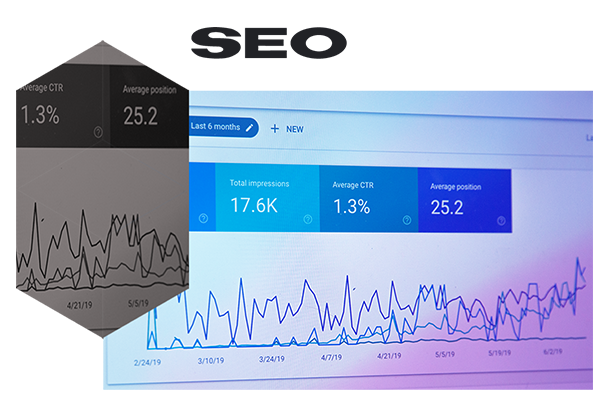 SEO
Average CTR
Average position
1.3%
25.2
4/21/19
5/5/19
Last 6 months
+ NEW
Total impressions
Average CTR
Average position
17.6K
1.3%
25.2
2/24/19
3/10/19
3/24/19
4/7/19
4/21/19
5/5/19
5/19/19
6/2/19